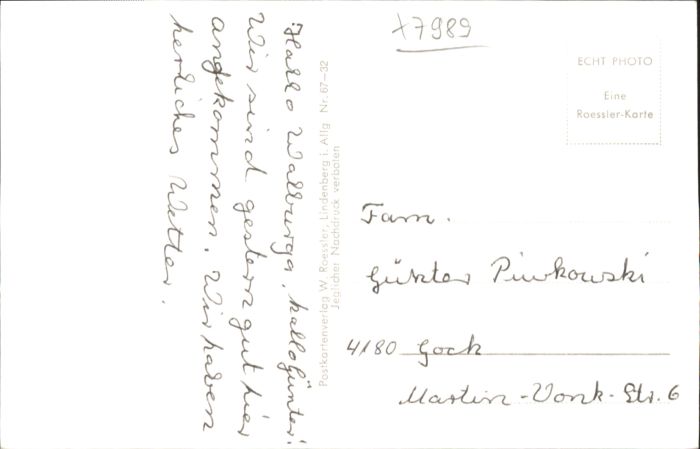 Hallo Walburga, hallo Günter!
Wir sind gestern gut hier
angekommen. Wir haben
herrliches Wetter.
Postkartenverlag W. Roessler, Lindenberg i. Allg Nr. 67-32
Jeglicher Nachdruck verboten
x7989
ECHT PHOTO
Eine
Roessler-Karte
Fam.
Günter Piwkowski
4180 Goch
Martin-Vonk-Str. 6